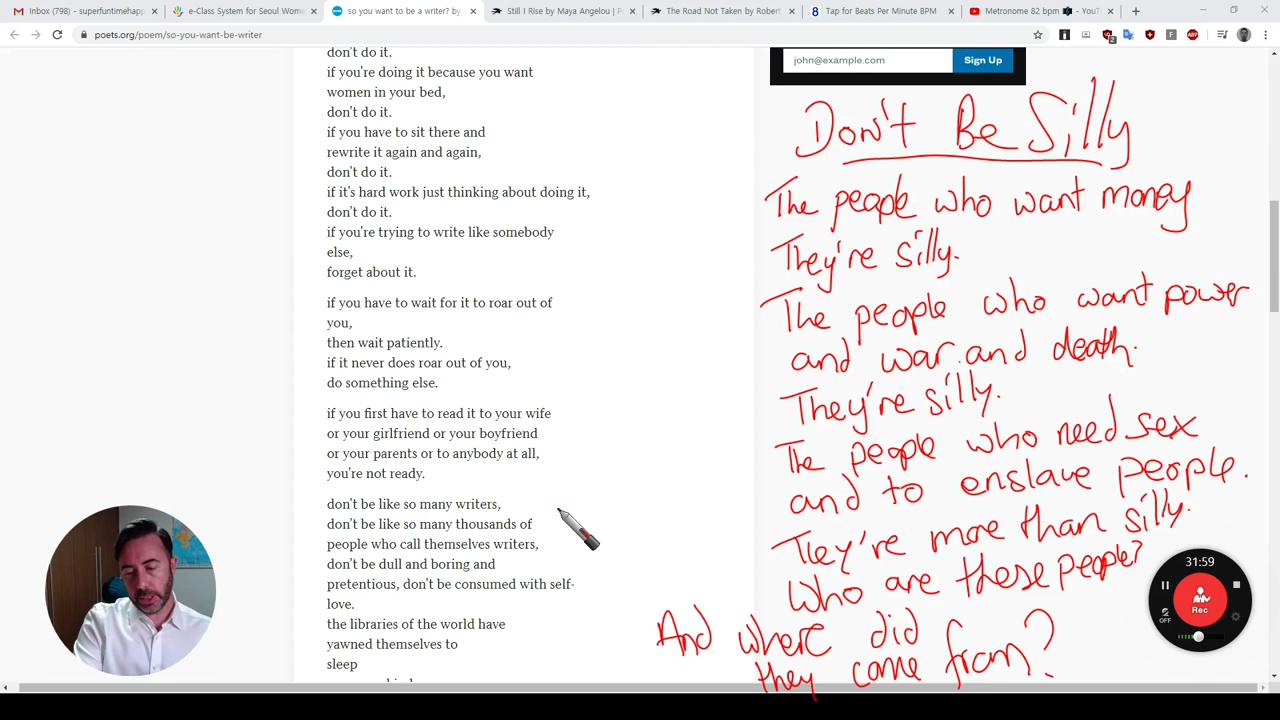 Inbox (798) - superfuntimehapp
e-Class System for Seoul Wome
so you want to be a writer? by
Still I Rise by Maya Angelou | P
The Road Not Taken by Robert
Tap for Beats Per Minute BPM
Metronome 82 bpm - YouT
poets.org/poem/so-you-want-be-writer
2
ABP
don't do it.
if you're doing it because you want
women in your bed,
don't do it.
if you have to sit there and
rewrite it again and again,
don't do it.
if it's hard work just thinking about doing it,
don't do it.
if you're trying to write like somebody
else,
forget about it.
if you have to wait for it to roar out of
you,
then wait patiently.
if it never does roar out of you,
do something else.
if you first have to read it to your wife
or your girlfriend or your boyfriend
or your parents or to anybody at all,
you're not ready.
don't be like so many writers,
don't be like so many thousands of
people who call themselves writers,
don't be dull and boring and
pretentious, don't be consumed with self-
love.
the libraries of the world have
yawned themselves to
sleep
john@example.com
Sign Up
Don't Be Silly
The people who want money
They're silly.
The people who want power
and war and death.
They're silly.
The people who need sex
and to enslave people.
They're more than silly.
Who are these people?
And where did
they come from?
31:59
Rec
OFF